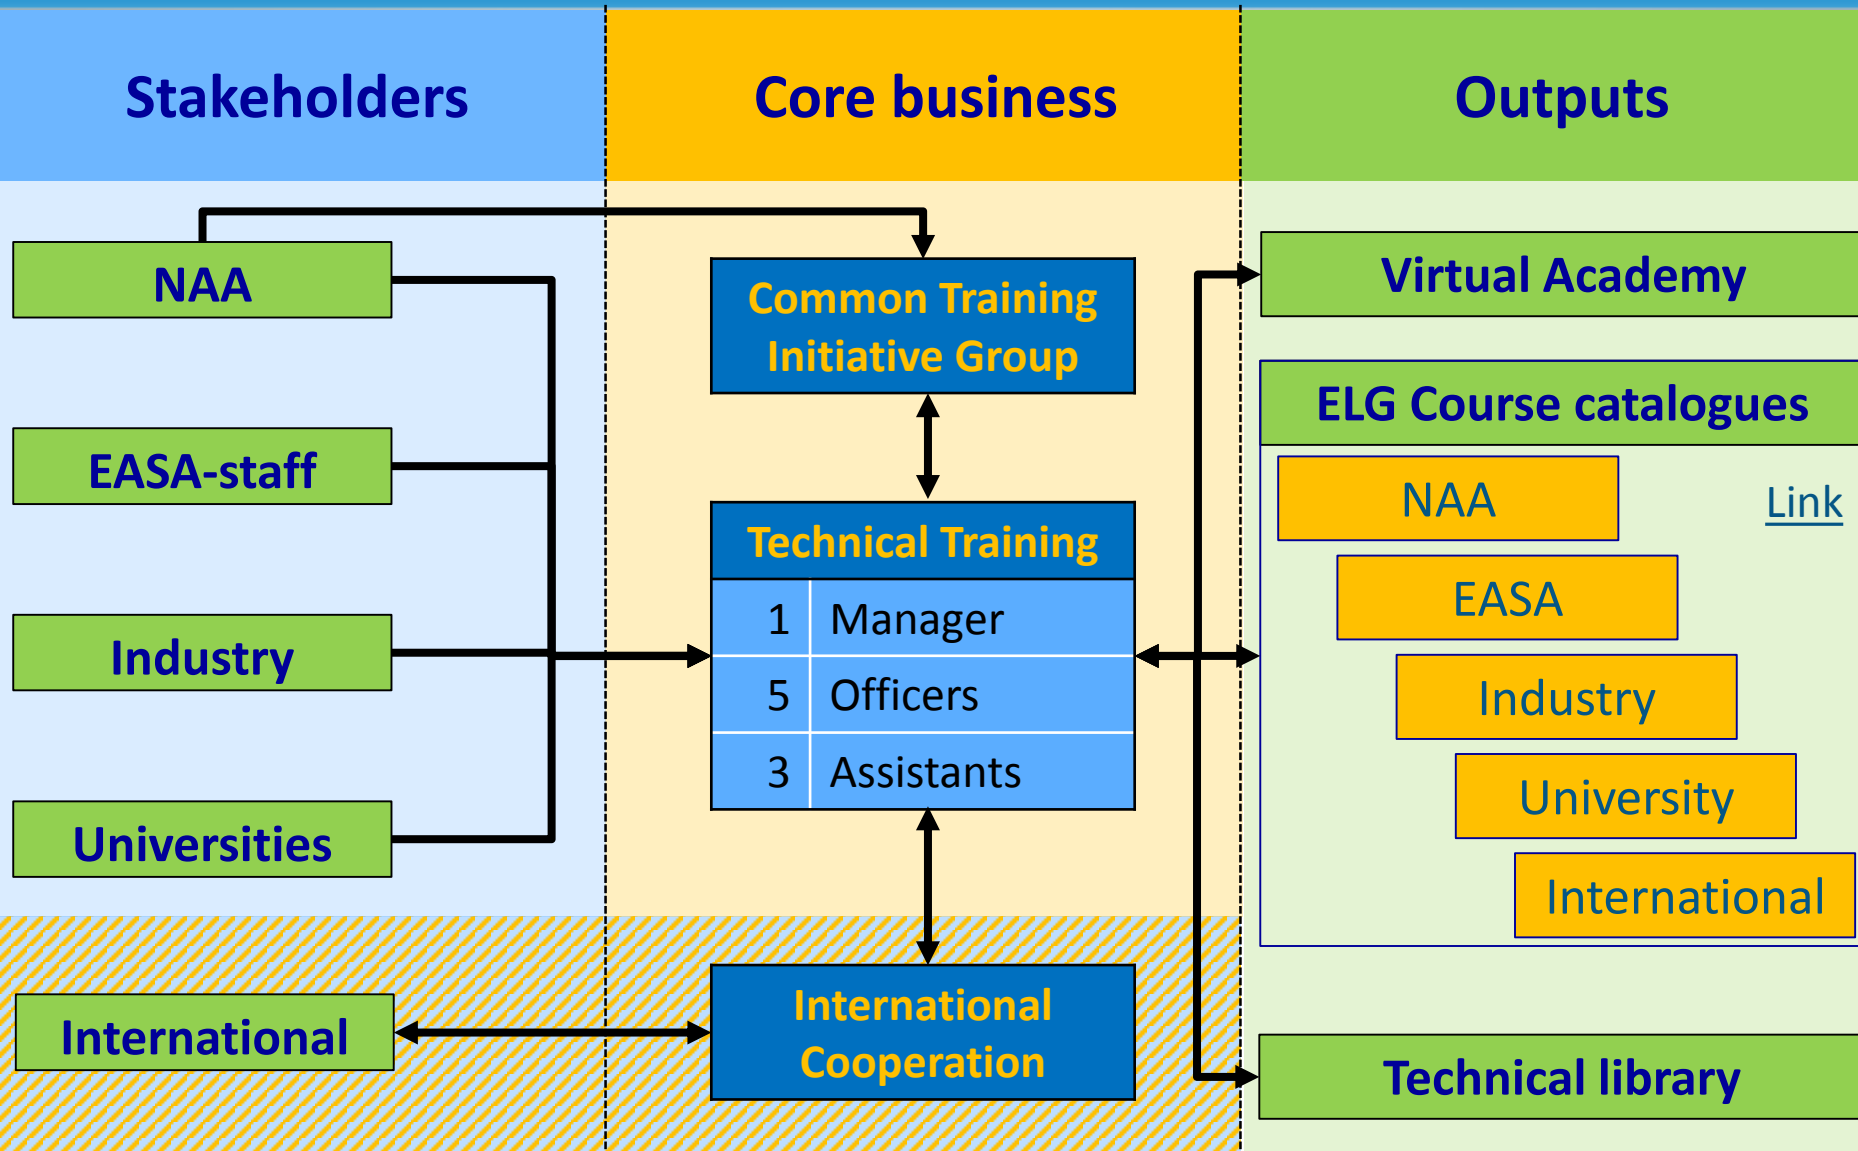 Stakeholders
Core business
Outputs
NAA
EASA-staff
Industry
Universities
International
Common Training
Initiative Group
Technical Training
1 Manager
5 Officers
3 Assistants
International
Cooperation
Virtual Academy
ELG Course catalogues
NAA
Link
EASA
Industry
University
International
Technical library